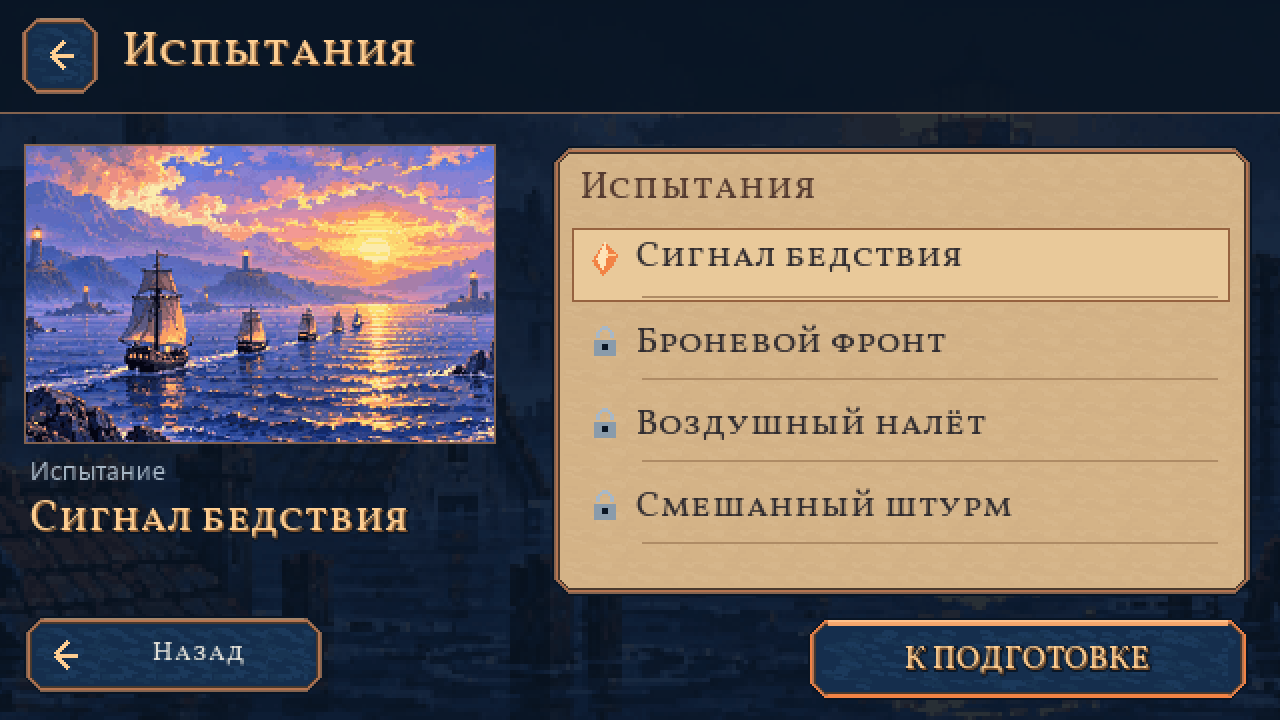 Испытания
Испытание
Сигнал бедствия
Испытания
Сигнал бедствия
Броневой фронт
Воздушный налёт
Смешанный штурм
Назад
К подготовке